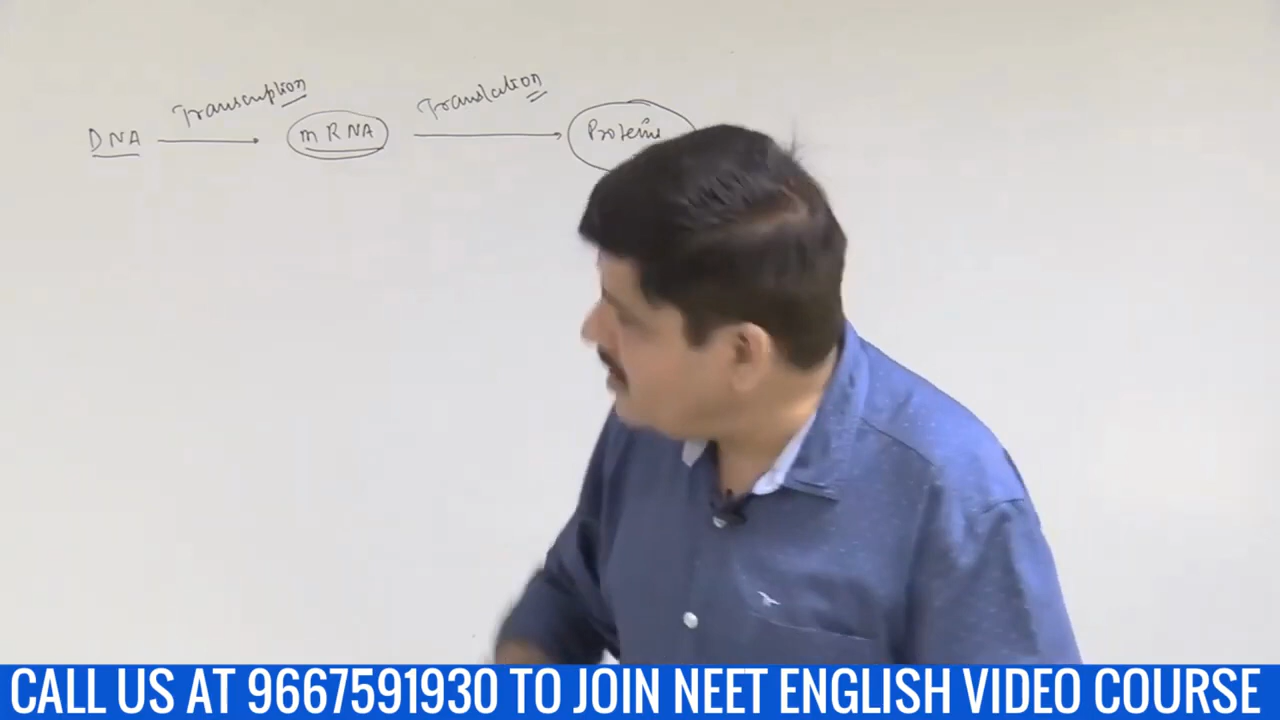 Transcription Translation
DNA mRNA Proteins
CALL US AT 9667591930 TO JOIN NEET ENGLISH VIDEO COURSE